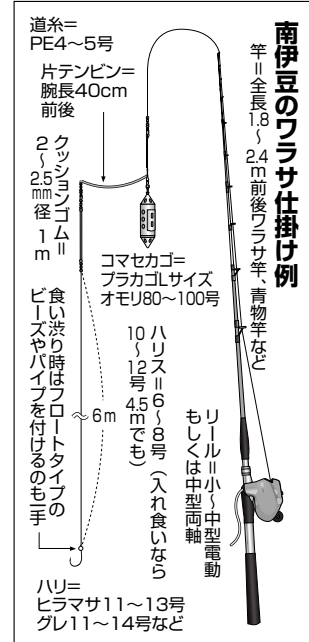 南伊豆のワラサ仕掛け例
竿＝全長1.8〜
2.4m前後ワラサ竿、青物竿など
道糸＝
PE4〜5号
片テンビン＝
腕長40cm
前後
クッションゴム＝
2〜2.5mm径 1m
コマセカゴ＝
プラカゴLサイズ
オモリ80〜100号
ハリス＝6〜8号（入れ食いなら
10〜12号 4.5mでも）
〜6m
リール＝小〜中型電動
もしくは中型両軸
食い渋り時はフロートタイプの
ビーズやパイプを付けるのも一手
ハリ＝
ヒラマサ11〜13号
グレ11〜14号など